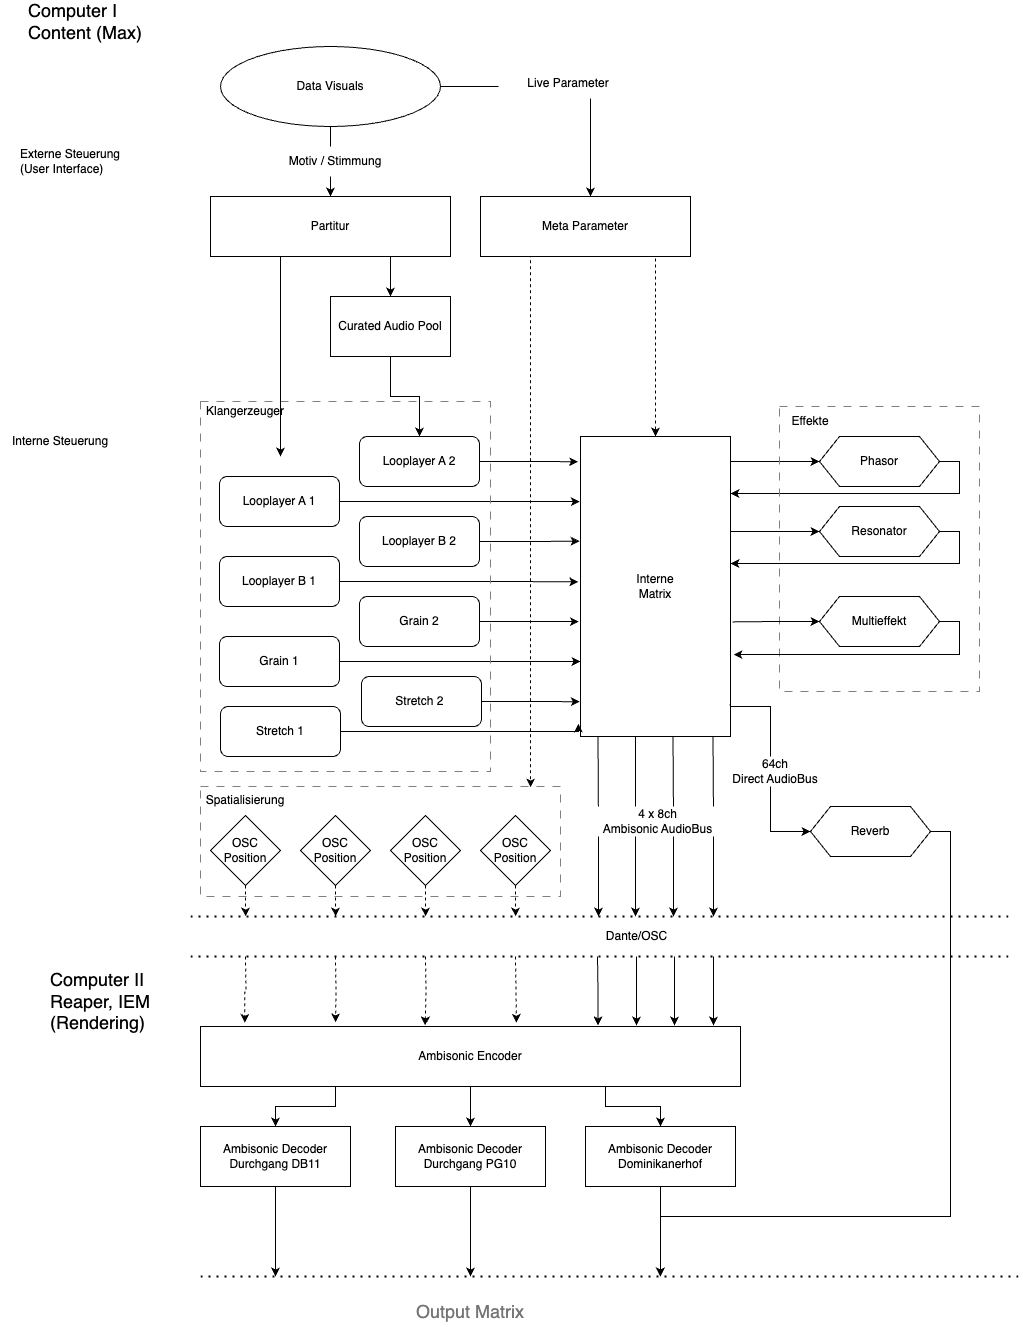 Computer I
Content (Max)
Data Visuals
Live Parameter
Externe Steuerung
(User Interface)
Motiv / Stimmung
Partitur
Meta Parameter
Curated Audio Pool
Klangerzeuger
Effekte
Interne Steuerung
Looplayer A 2
Phasor
Looplayer A 1
Looplayer B 2
Resonator
Looplayer B 1
Interne
Matrix
Grain 2
Multieffekt
Grain 1
Stretch 2
Stretch 1
64ch
Direct AudioBus
Spatialisierung
4 x 8ch
Ambisonic AudioBus
Reverb
OSC
Position
OSC
Position
OSC
Position
OSC
Position
Dante/OSC
Computer II
Reaper, IEM
(Rendering)
Ambisonic Encoder
Ambisonic Decoder
Durchgang DB11
Ambisonic Decoder
Durchgang PG10
Ambisonic Decoder
Dominikanerhof
Output Matrix